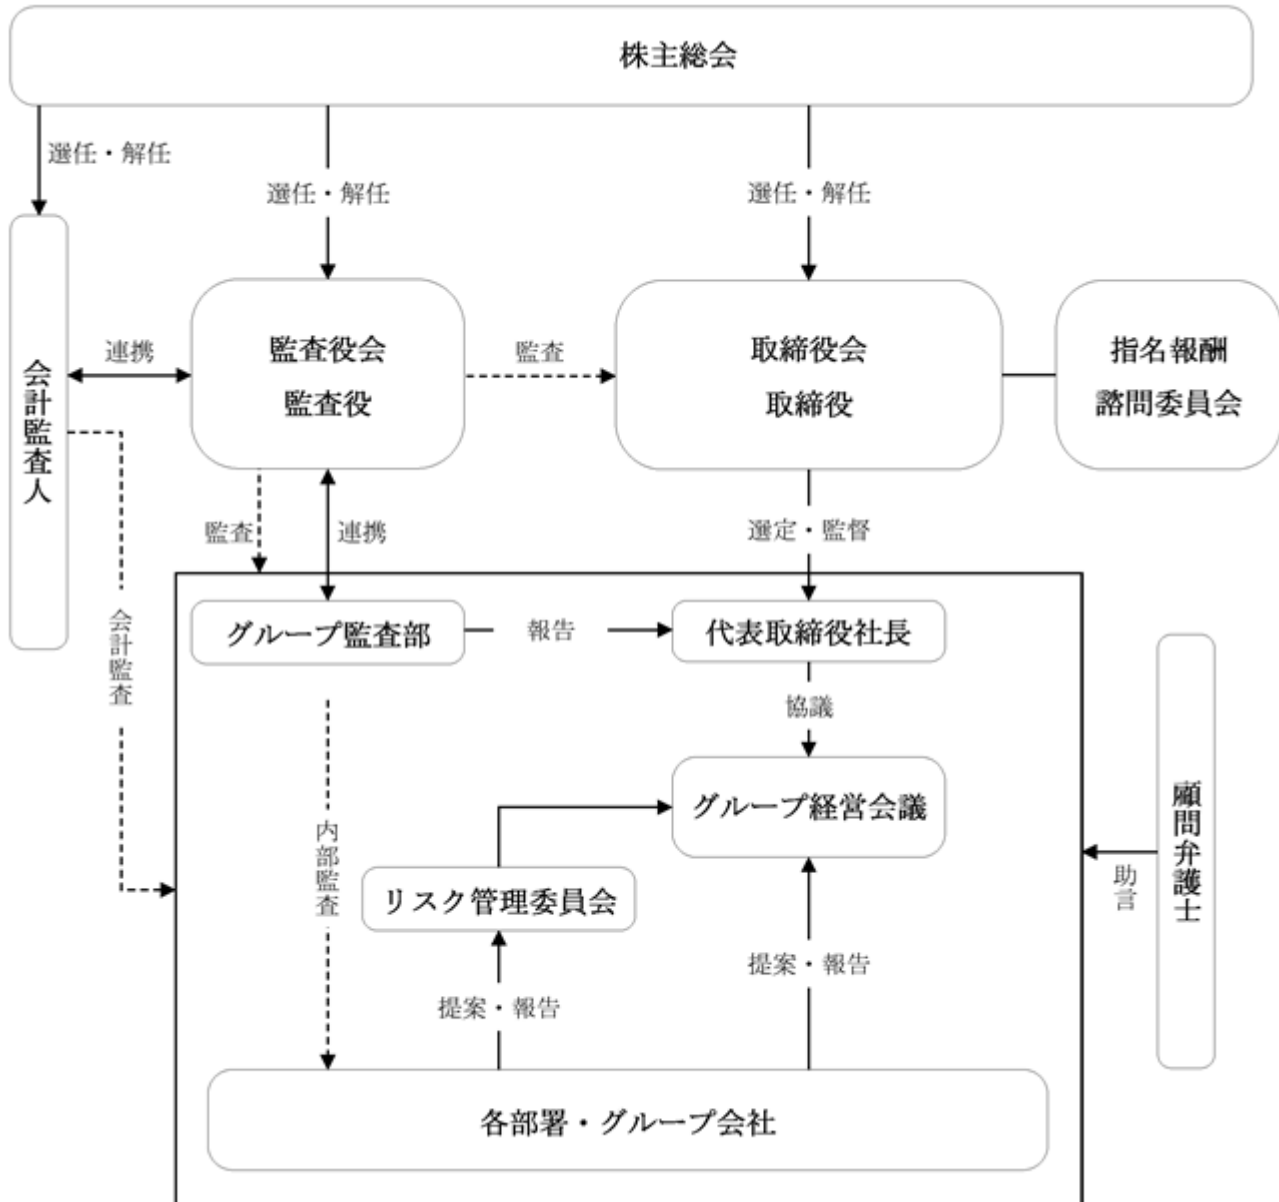 株主総会
選任・解任
選任・解任
選任・解任
会計監査人
連携
監査役会
監査役
監査
取締役会
取締役
指名報酬
諮問委員会
監査
連携
選定・監督
会計監査
グループ監査部
報告
代表取締役社長
協議
内部監査
グループ経営会議
リスク管理委員会
顧問弁護士
助言
提案・報告
提案・報告
各部署・グループ会社